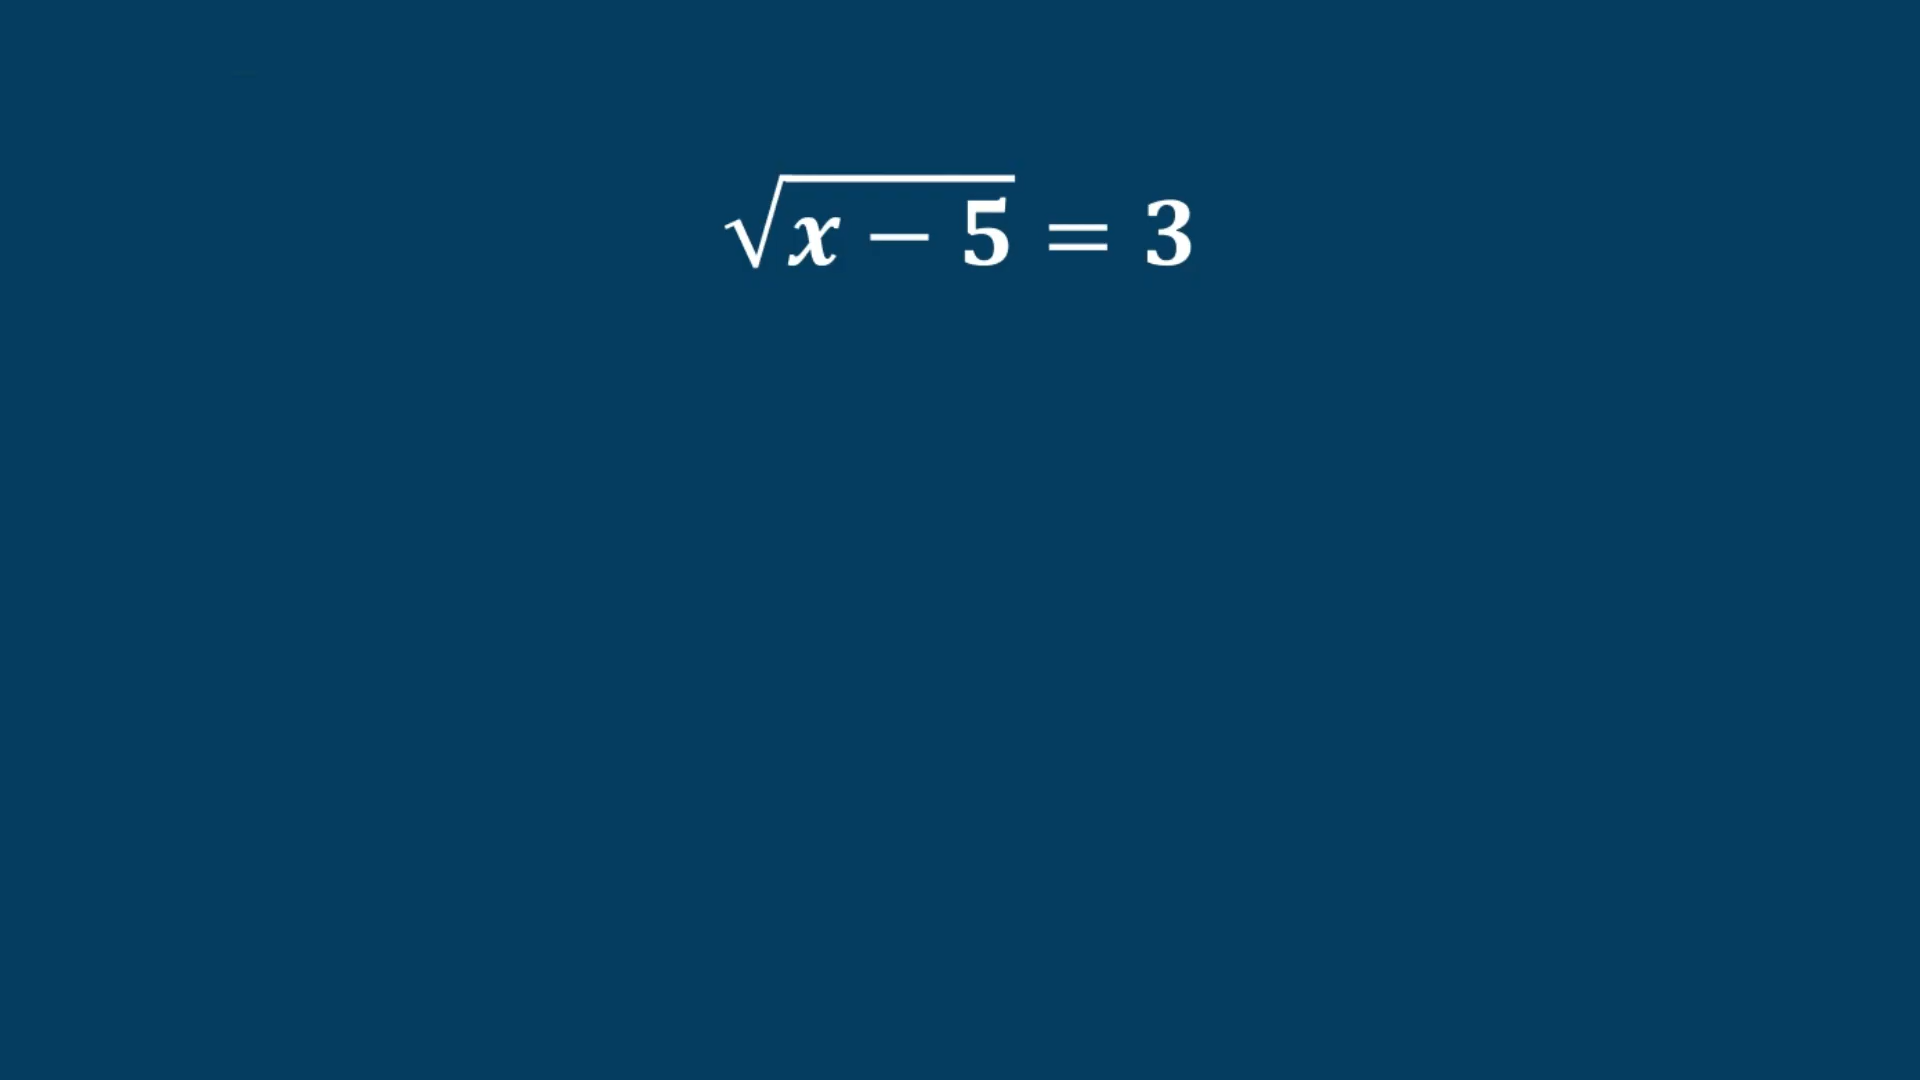 √x − 5 = 3